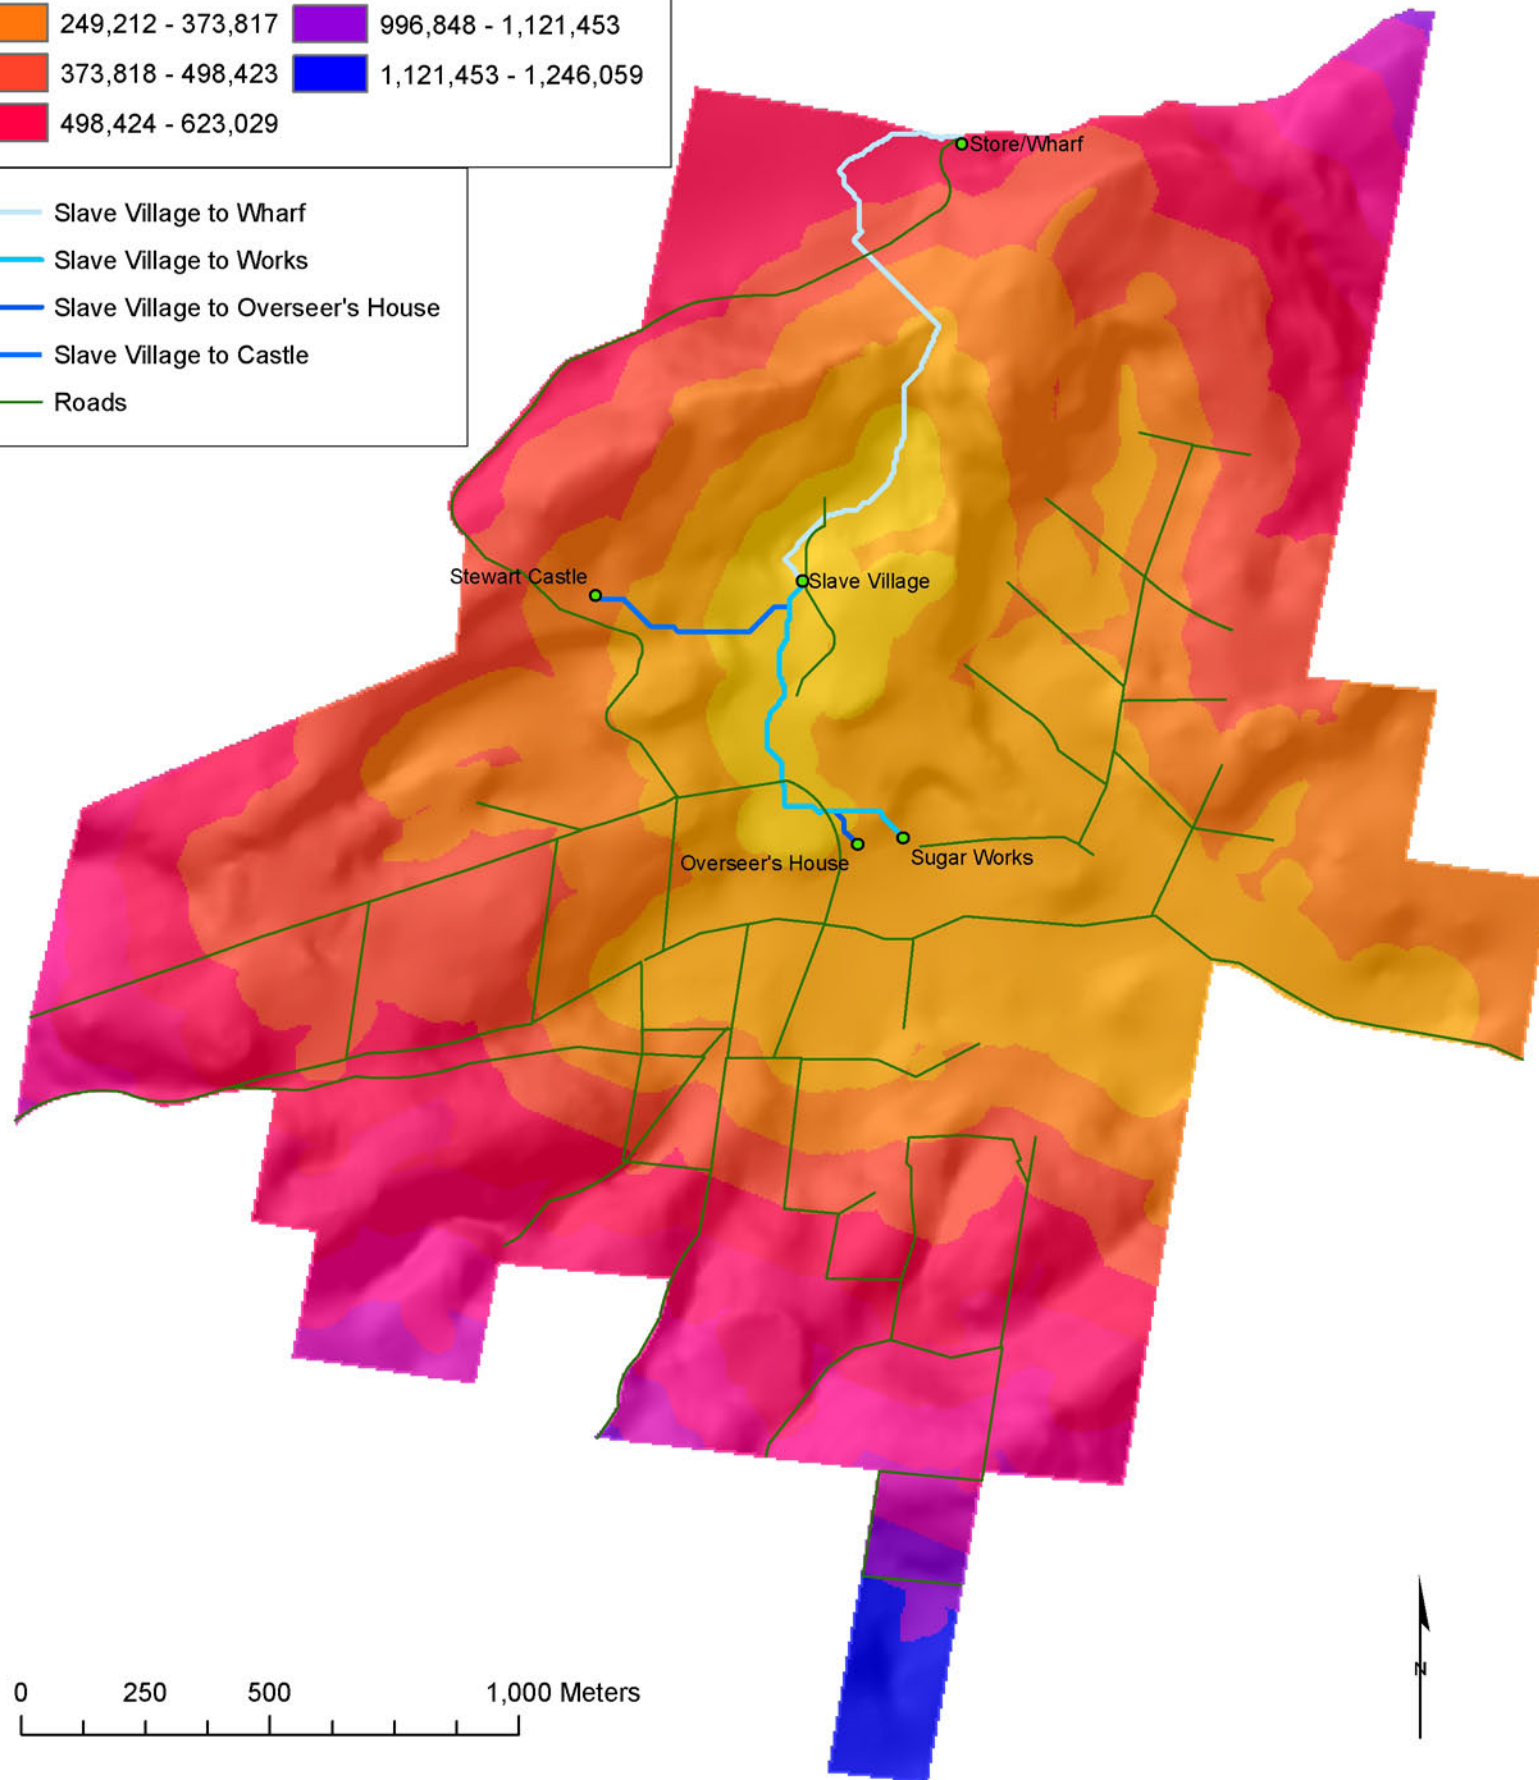 249,212 - 373,817
996,848 - 1,121,453
373,818 - 498,423
1,121,453 - 1,246,059
498,424 - 623,029
Slave Village to Wharf
Slave Village to Works
Slave Village to Overseer's House
Slave Village to Castle
Roads
Store/Wharf
Stewart Castle
Slave Village
Overseer's House
Sugar Works
0 250 500 1,000 Meters
N